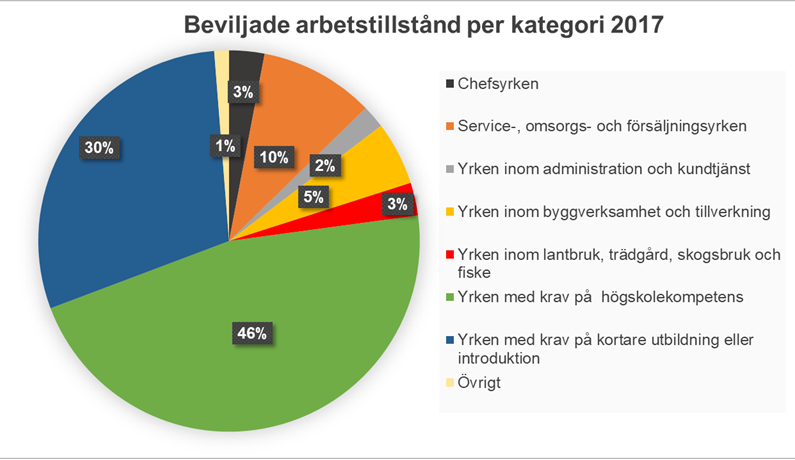 Beviljade arbetstillstånd per kategori 2017
3%
10%
2%
5%
3%
46%
30%
1%
Chefsyrken
Service-, omsorgs- och försäljningsyrken
Yrken inom administration och kundtjänst
Yrken inom byggverksamhet och tillverkning
Yrken inom lantbruk, trädgård, skogsbruk och
fiske
Yrken med krav på  högskolekompetens
Yrken med krav på kortare utbildning eller
introduktion
Övrigt